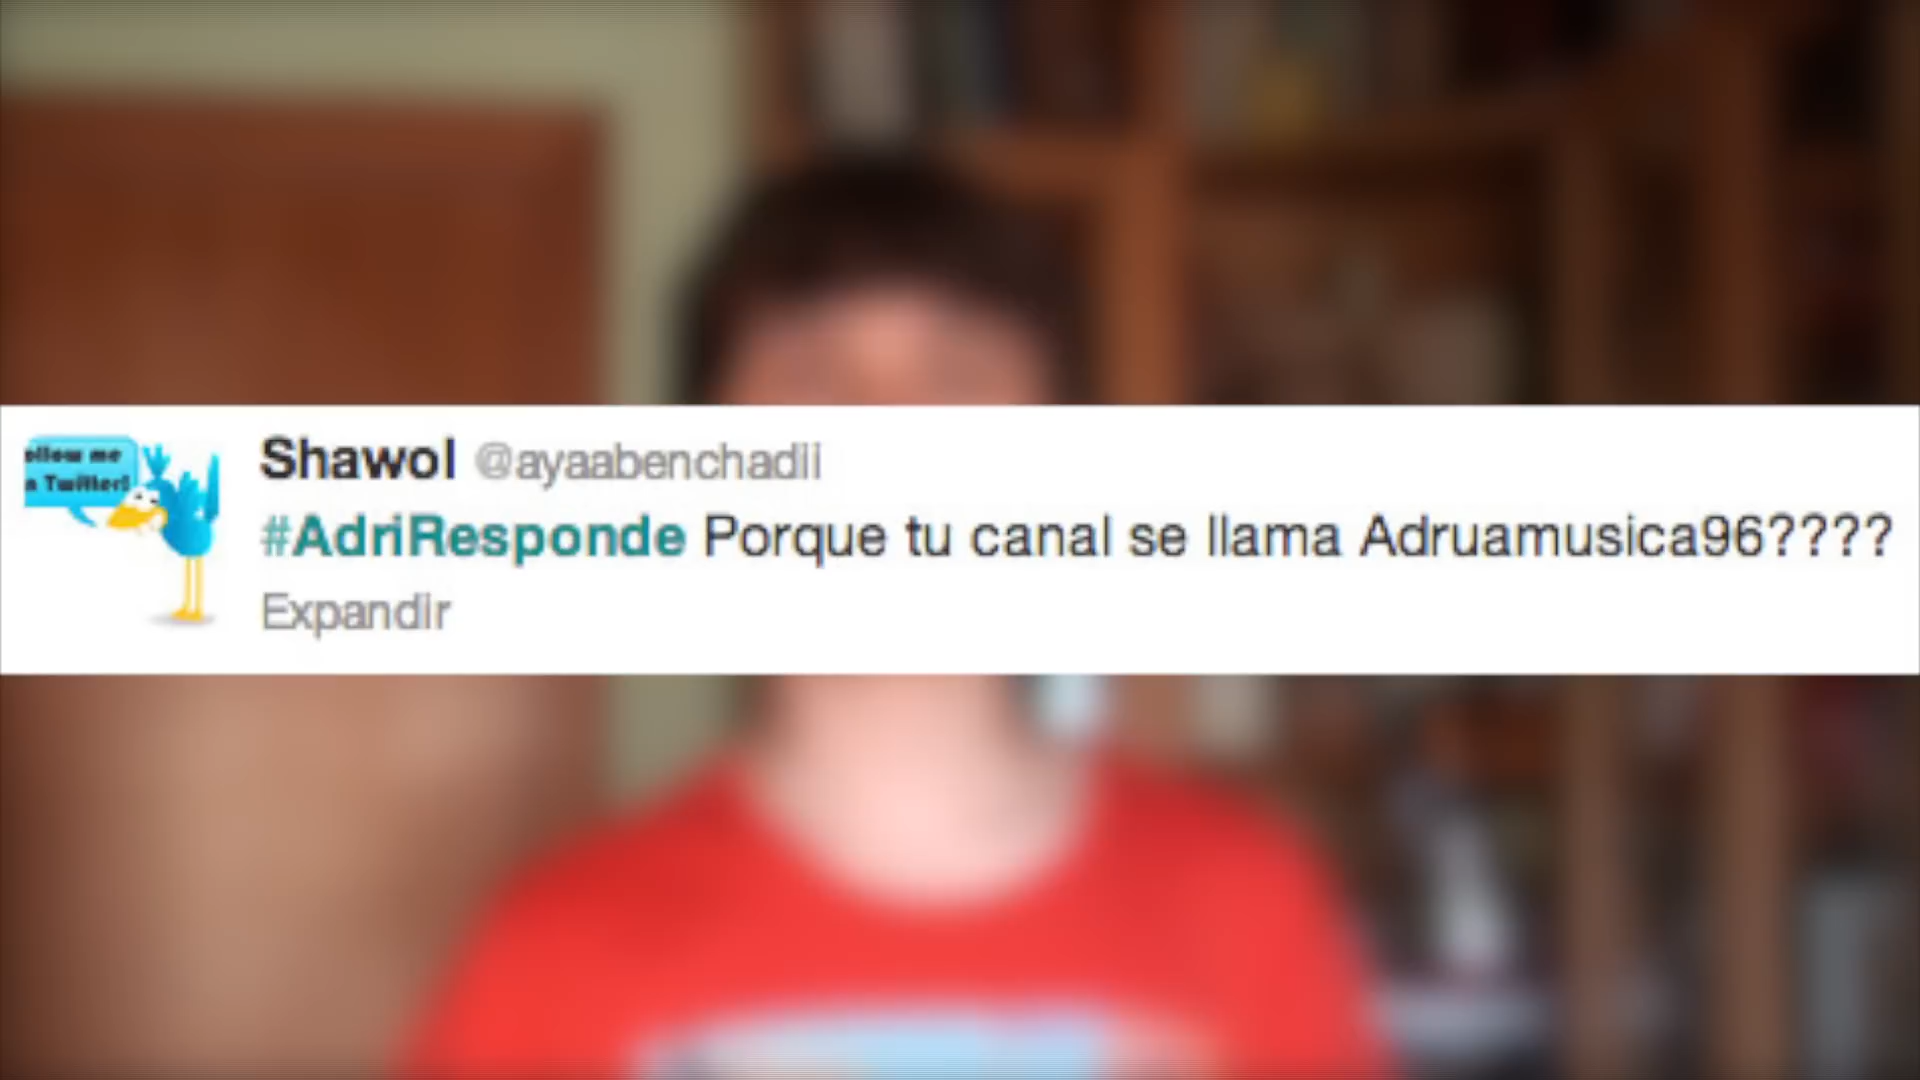 ollow me
n Twitter!
Shawol @ayaabenchadii
#AdriResponde Porque tu canal se llama Adruamusica96????
Expandir